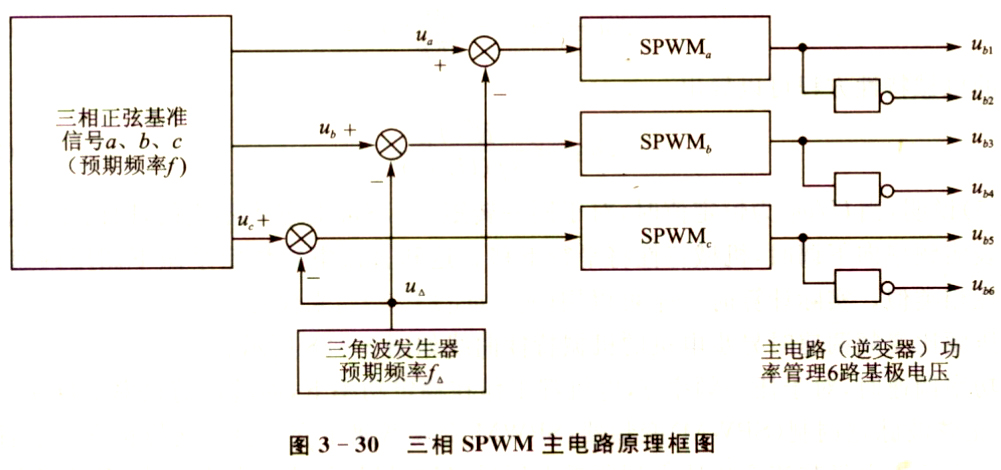 三相正弦基准
信号a、b、c
（预期频率f）
uₐ
+
−
SPWMₐ
u_b1
u_b2
u_b +
−
SPWM_b
u_b3
u_b4
u_c +
−
SPWM_c
u_b5
u_b6
u_Δ
三角波发生器
预期频率f_Δ
主电路（逆变器）功
率管理6路基极电压
图 3－30 三相 SPWM 主电路原理框图